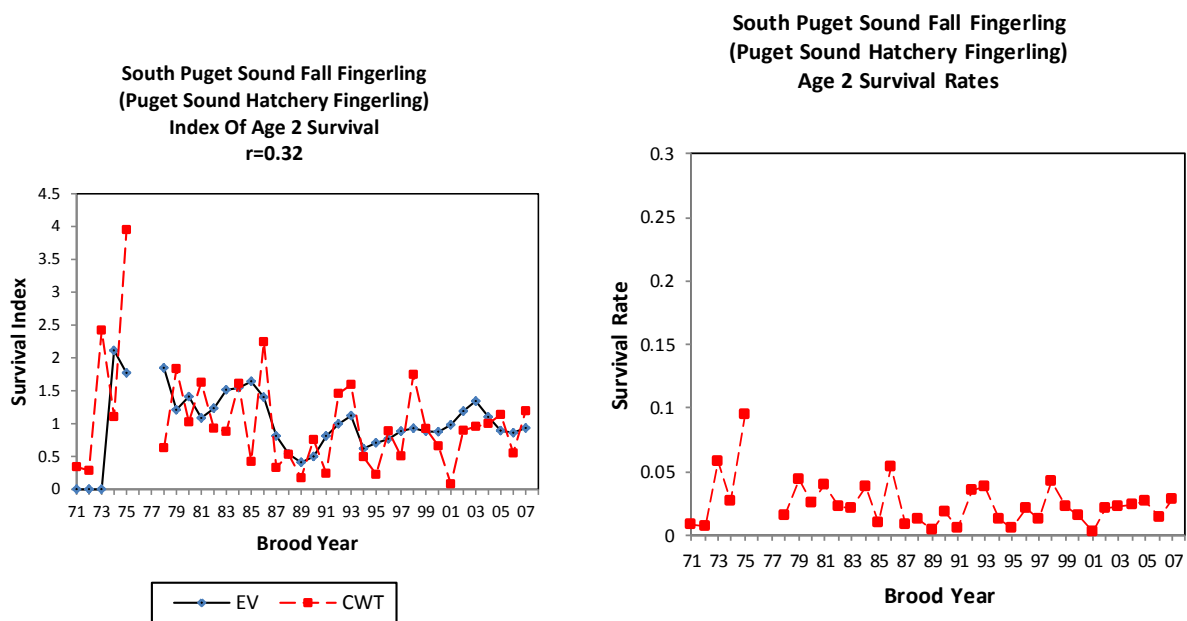 South Puget Sound Fall Fingerling
(Puget Sound Hatchery Fingerling)
Index Of Age 2 Survival
r=0.32
4.5
4
3.5
3
2.5
2
1.5
1
0.5
0
Survival Index
71 73 75 77 79 81 83 85 87 89 91 93 95 97 99 01 03 05 07
Brood Year
EV CWT
South Puget Sound Fall Fingerling
(Puget Sound Hatchery Fingerling)
Age 2 Survival Rates
0.3
0.25
0.2
0.15
0.1
0.05
0
Survival Rate
71 73 75 77 79 81 83 85 87 89 91 93 95 97 99 01 03 05 07
Brood Year